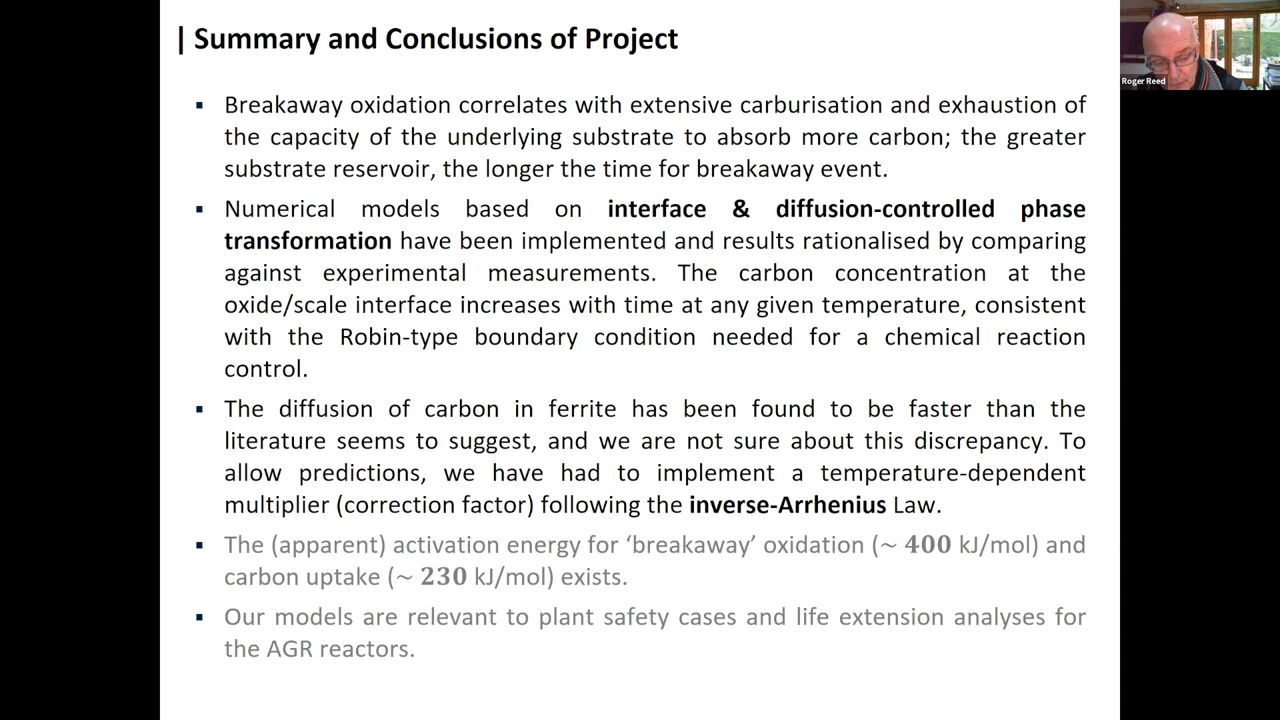 | Summary and Conclusions of Project
Roger Reed
▪ Breakaway oxidation correlates with extensive carburisation and exhaustion of
the capacity of the underlying substrate to absorb more carbon; the greater
substrate reservoir, the longer the time for breakaway event.
▪ Numerical models based on interface & diffusion-controlled phase
transformation have been implemented and results rationalised by comparing
against experimental measurements. The carbon concentration at the
oxide/scale interface increases with time at any given temperature, consistent
with the Robin-type boundary condition needed for a chemical reaction
control.
▪ The diffusion of carbon in ferrite has been found to be faster than the
literature seems to suggest, and we are not sure about this discrepancy. To
allow predictions, we have had to implement a temperature-dependent
multiplier (correction factor) following the inverse-Arrhenius Law.
▪ The (apparent) activation energy for ‘breakaway’ oxidation (~ 400 kJ/mol) and
carbon uptake (~ 230 kJ/mol) exists.
▪ Our models are relevant to plant safety cases and life extension analyses for
the AGR reactors.